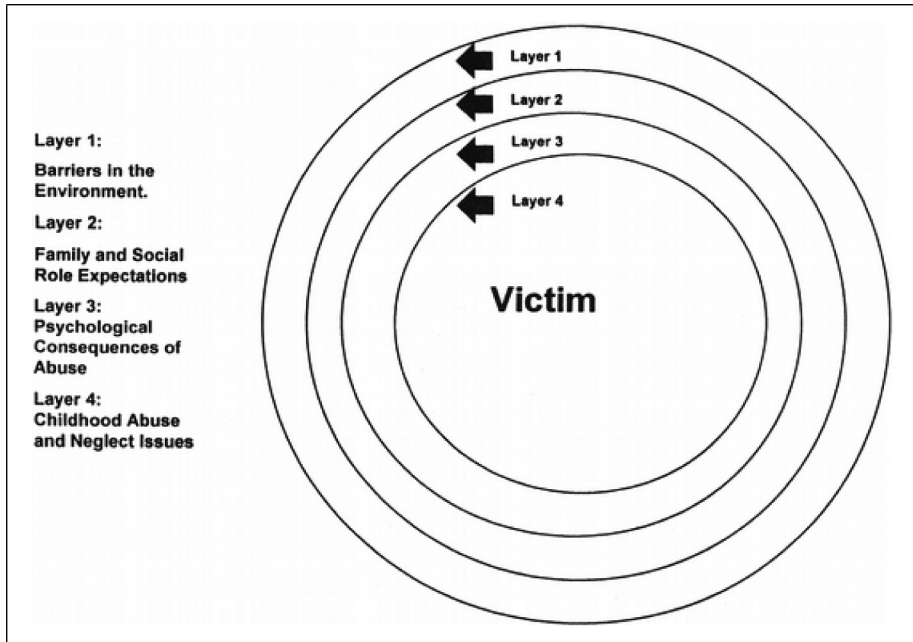 Layer 1:
Barriers in the
Environment.
Layer 2:
Family and Social
Role Expectations
Layer 3:
Psychological
Consequences of
Abuse
Layer 4:
Childhood Abuse
and Neglect Issues
Layer 1
Layer 2
Layer 3
Layer 4
Victim